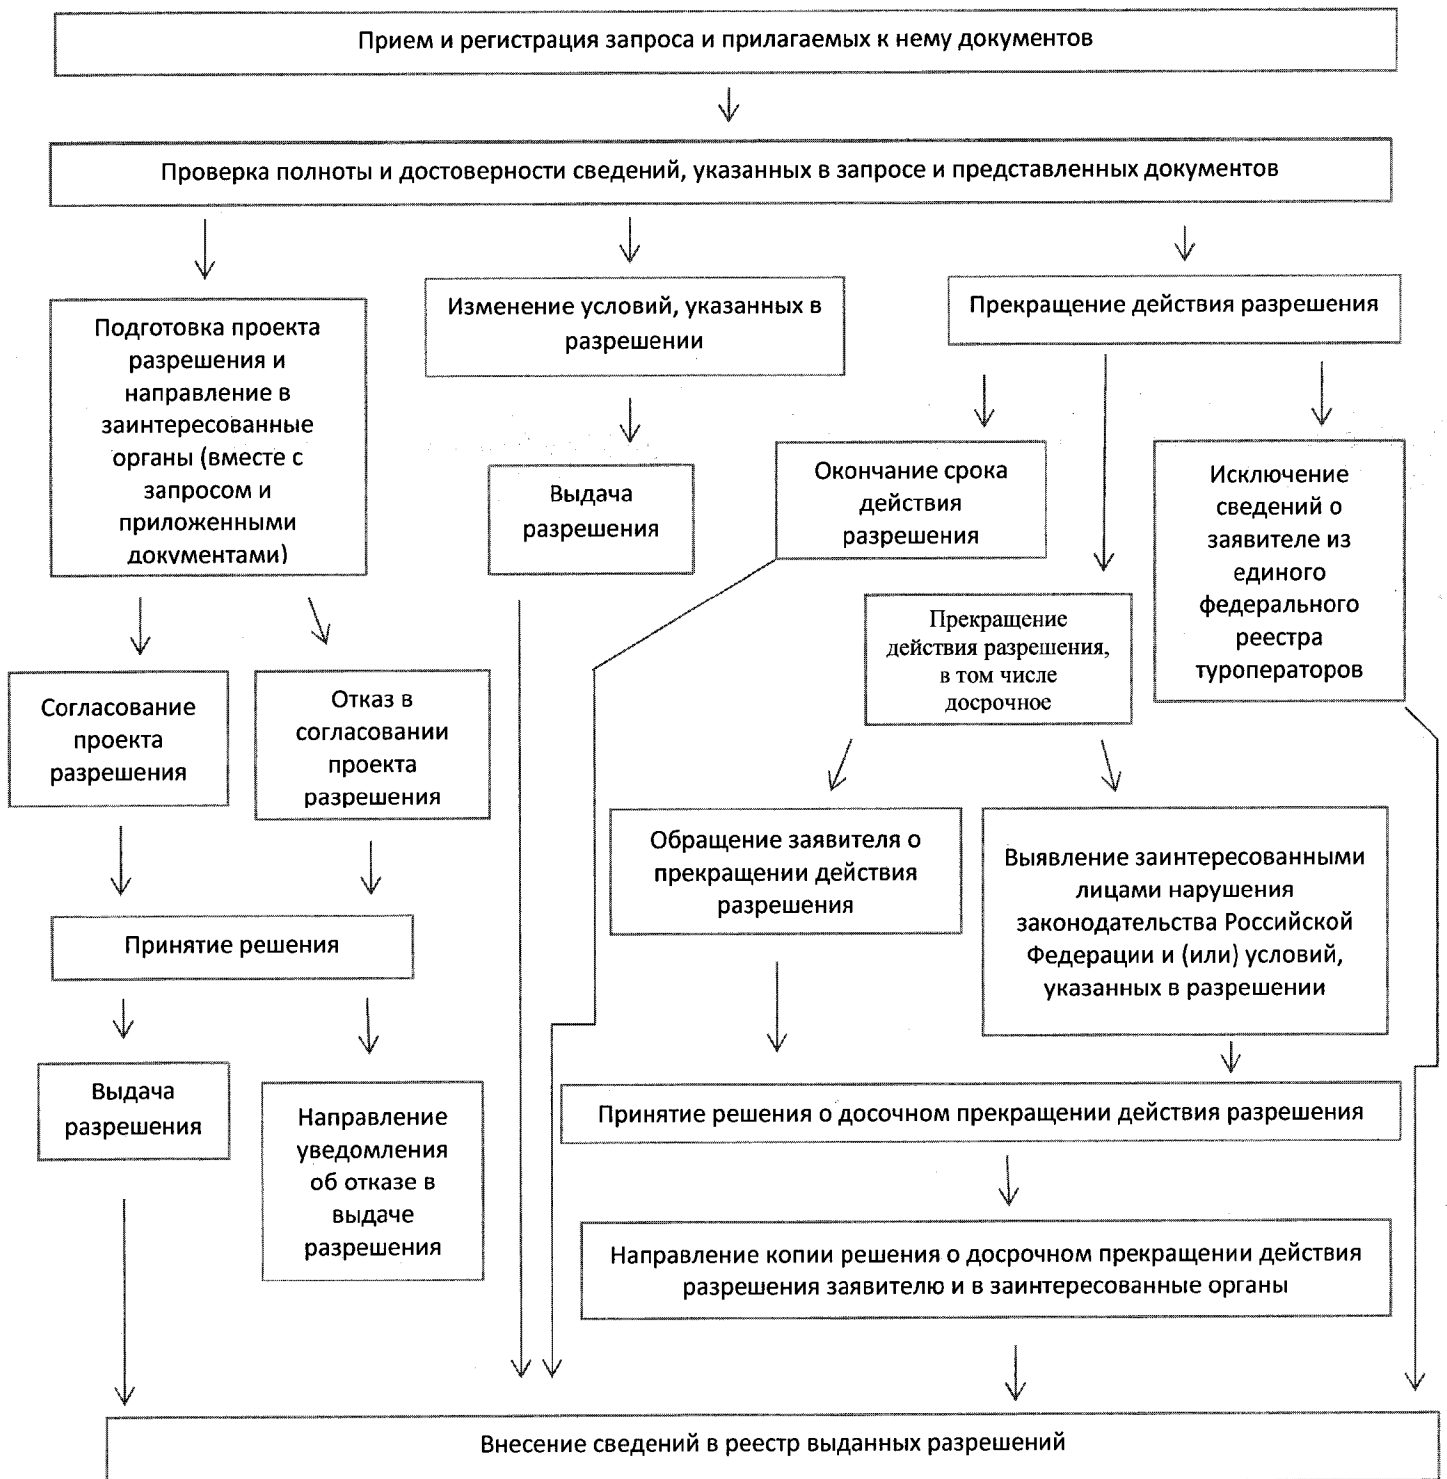 Прием и регистрация запроса и прилагаемых к нему документов
Проверка полноты и достоверности сведений, указанных в запросе и представленных документов
Подготовка проекта
разрешения и
направление в
заинтересованные
органы (вместе с
запросом и
приложенными
документами)
Изменение условий, указанных в
разрешении
Прекращение действия разрешения
Выдача
разрешения
Окончание срока
действия
разрешения
Исключение
сведений о
заявителе из
единого
федерального
реестра
туроператоров
Прекращение
действия разрешения,
в том числе
досрочное
Согласование
проекта
разрешения
Отказ в
согласовании
проекта
разрешения
Обращение заявителя о
прекращении действия
разрешения
Выявление заинтересованными
лицами нарушения
законодательства Российской
Федерации и (или) условий,
указанных в разрешении
Принятие решения
Выдача
разрешения
Направление
уведомления
об отказе в
выдаче
разрешения
Принятие решения о досочном прекращении действия разрешения
Направление копии решения о досрочном прекращении действия
разрешения заявителю и в заинтересованные органы
Внесение сведений в реестр выданных разрешений